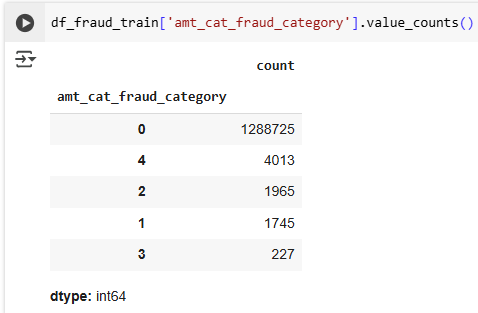 df_fraud_train['amt_cat_fraud_category'].value_counts()
count
amt_cat_fraud_category
0 1288725
4 4013
2 1965
1 1745
3 227
dtype: int64